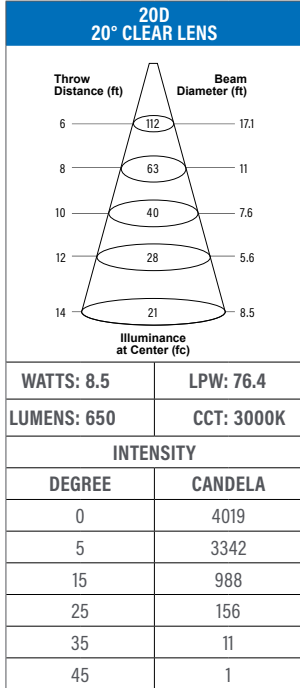 20D
20° CLEAR LENS
Throw Distance (ft)
Beam Diameter (ft)
6 112 17.1
8 63 11
10 40 7.6
12 28 5.6
14 21 8.5
Illuminance
at Center (fc)
WATTS: 8.5 LPW: 76.4
LUMENS: 650 CCT: 3000K
INTENSITY
DEGREE CANDELA
0 4019
5 3342
15 988
25 156
35 11
45 1